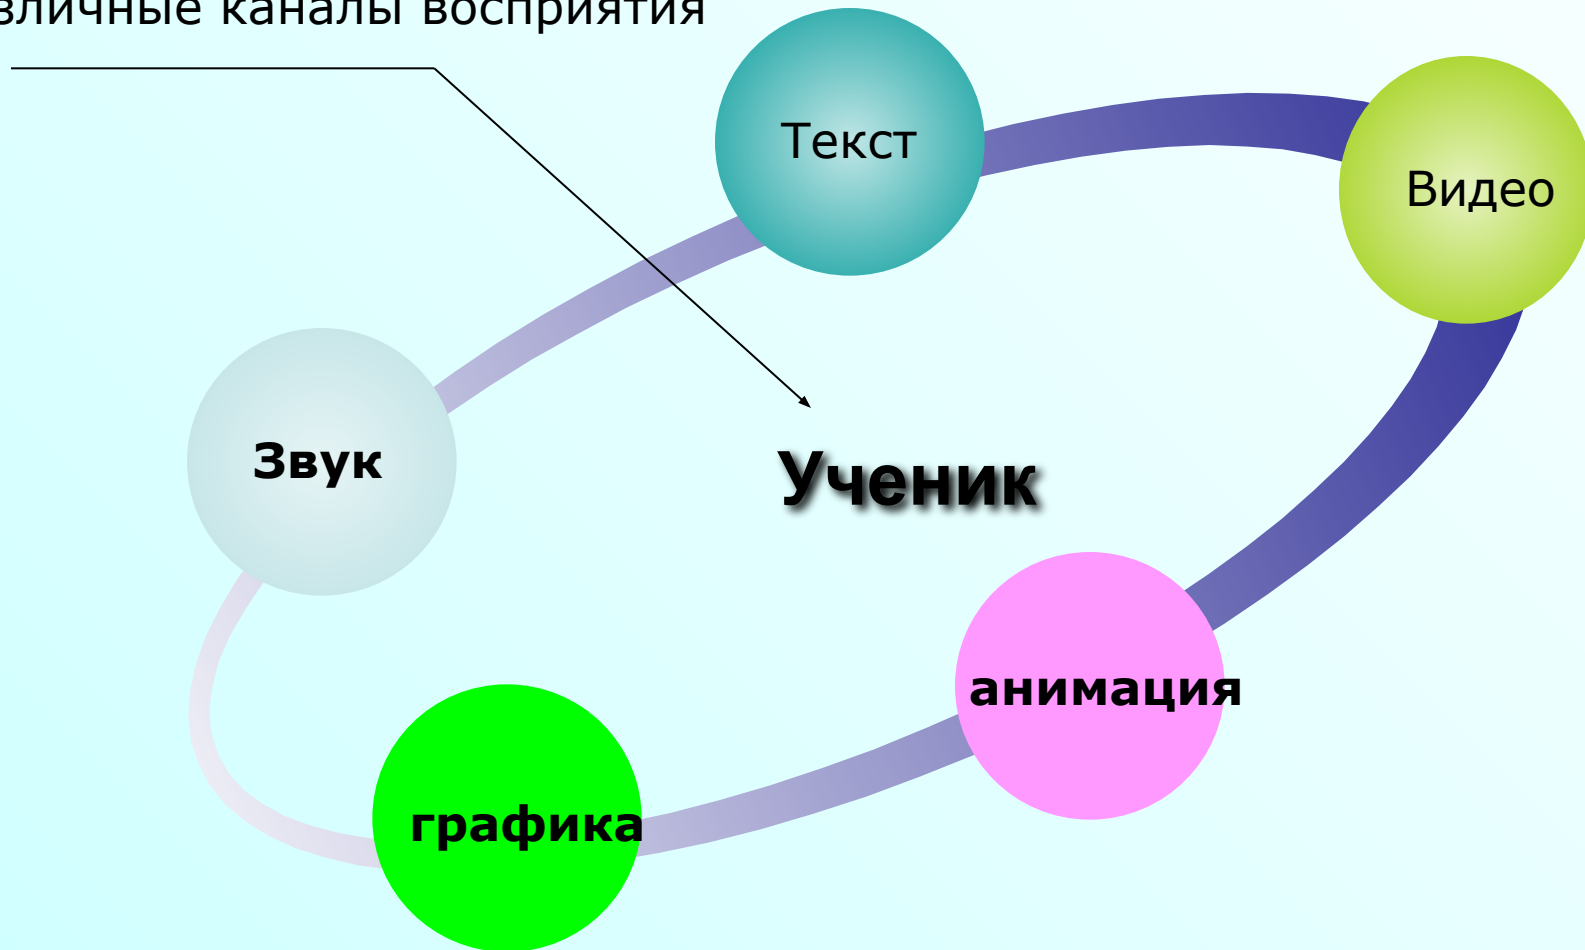 зличные каналы восприятия
Текст
Видео
Звук
Ученик
анимация
графика